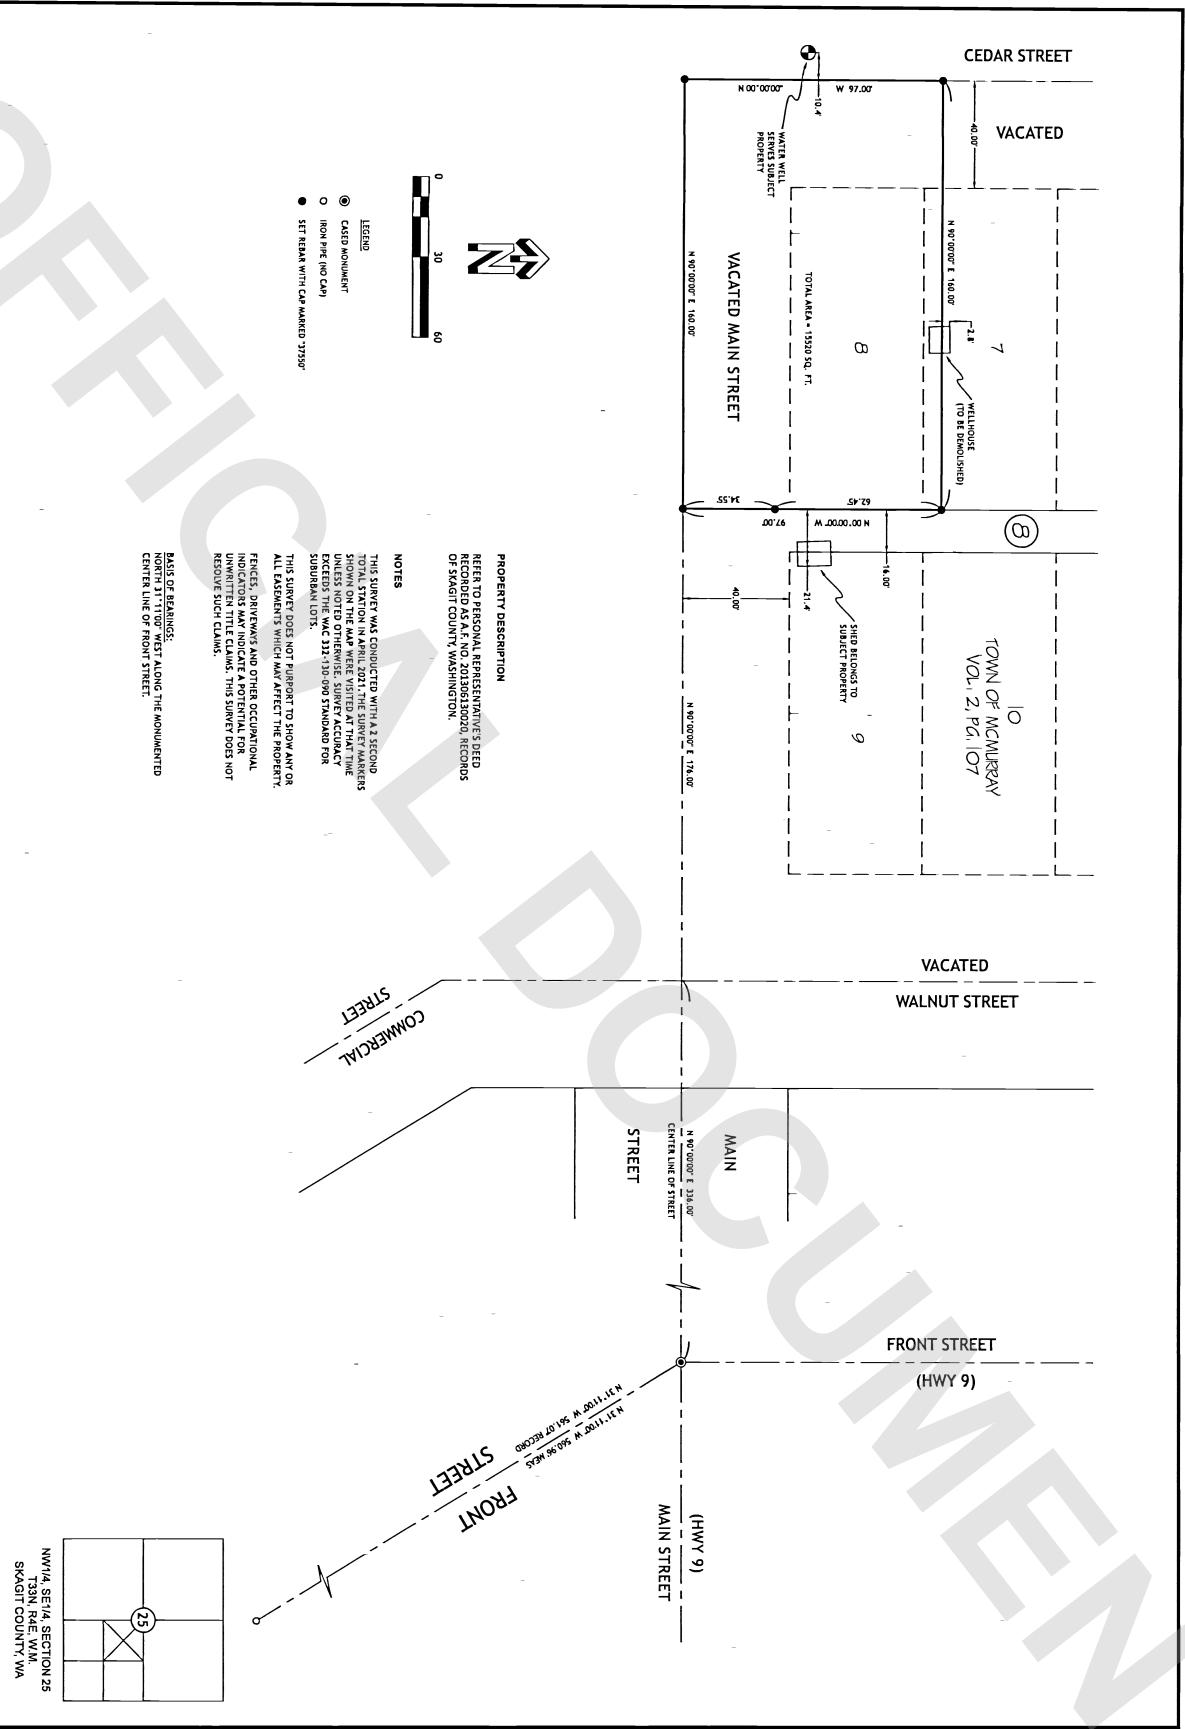 CEDAR STREET
VACATED
40.00'
N 00°00'00" W 97.00'
10.4'
WATER WELL
SERVES SUBJECT
PROPERTY
N 90°00'00" E 160.00'
7
2.8'
WELLHOUSE
(TO BE DEMOLISHED)
8
TOTAL AREA = 15520 SQ. FT.
VACATED MAIN STREET
N 90°00'00" E 160.00'
62.45'
34.55'
N 00°00'00" W 97.00'
8
16.00'
21.4'
SHED BELONGS TO
SUBJECT PROPERTY
40.00'
10
TOWN OF MCMURRAY
VOL. 2, PG. 107
9
N 90°00'00" E 176.00'
VACATED
WALNUT STREET
COMMERCIAL
STREET
MAIN
STREET
N 90°00'00" E 336.00'
CENTER LINE OF STREET
FRONT STREET
(HWY 9)
(HWY 9)
MAIN STREET
N 31°11'00" W 560.96' MEAS
N 31°11'00" W 561.07' RECORD
FRONT
STREET
0 30 60
LEGEND
CASED MONUMENT
IRON PIPE (NO CAP)
SET REBAR WITH CAP MARKED "37550"
PROPERTY DESCRIPTION
REFER TO PERSONAL REPRESENTATIVE'S DEED
RECORDED AS A.F. NO. 201306130020, RECORDS
OF SKAGIT COUNTY, WASHINGTON.
NOTES
THIS SURVEY WAS CONDUCTED WITH A 2 SECOND
TOTAL STATION IN APRIL 2021. THE SURVEY MARKERS
SHOWN ON THE MAP WERE VISITED AT THAT TIME
UNLESS NOTED OTHERWISE. SURVEY ACCURACY
EXCEEDS THE WAC 332-130-090 STANDARD FOR
SUBURBAN LOTS.
THIS SURVEY DOES NOT PURPORT TO SHOW ANY OR
ALL EASEMENTS WHICH MAY AFFECT THE PROPERTY.
FENCES, DRIVEWAYS AND OTHER OCCUPATIONAL
INDICATORS MAY INDICATE A POTENTIAL FOR
UNWRITTEN TITLE CLAIMS. THIS SURVEY DOES NOT
RESOLVE SUCH CLAIMS.
BASIS OF BEARINGS:
NORTH 31°11'00" WEST ALONG THE MONUMENTED
CENTER LINE OF FRONT STREET.
25
NW1/4, SE1/4, SECTION 25
T33N, R4E, W.M.
SKAGIT COUNTY, WA
OFFICIAL DOCUMEN